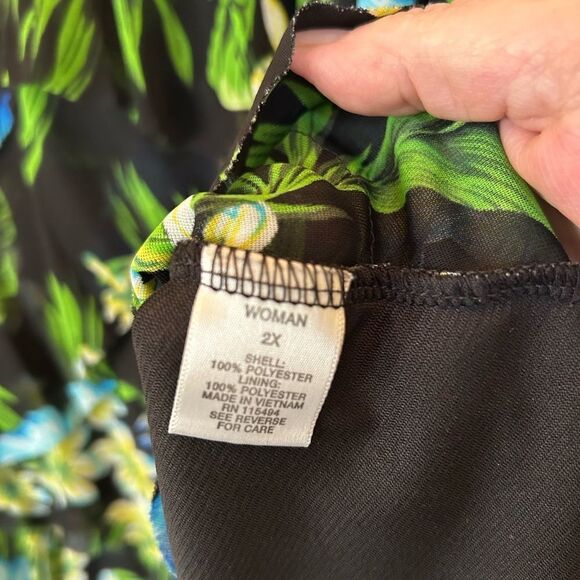 WOMAN
2X
SHELL:
100% POLYESTER
LINING:
100% POLYESTER
MADE IN VIETNAM
RN 115494
SEE REVERSE
FOR CARE